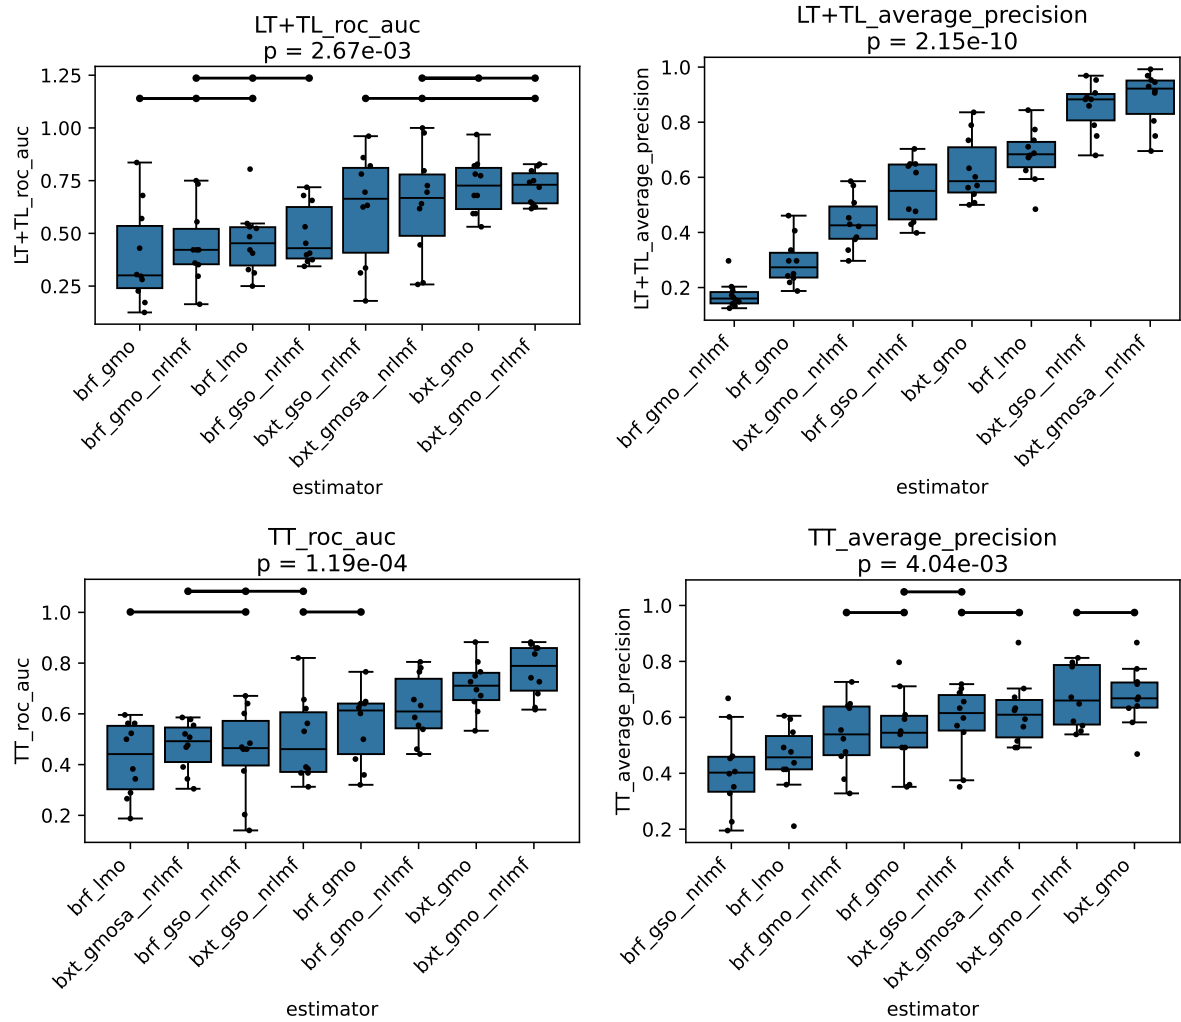 LT+TL_roc_auc
p = 2.67e-03
LT+TL_roc_auc
1.25
1.00
0.75
0.50
0.25
brf_gmo
brf_gmo__nrlmf
brf_lmo
brf_gso__nrlmf
bxt_gso__nrlmf
bxt_gmosa__nrlmf
bxt_gmo
bxt_gmo__nrlmf
estimator
LT+TL_average_precision
p = 2.15e-10
LT+TL_average_precision
1.0
0.8
0.6
0.4
0.2
brf_gmo__nrlmf
brf_gmo
bxt_gmo__nrlmf
brf_gso__nrlmf
bxt_gmo
brf_lmo
bxt_gso__nrlmf
bxt_gmosa__nrlmf
estimator
TT_roc_auc
p = 1.19e-04
TT_roc_auc
1.0
0.8
0.6
0.4
0.2
brf_lmo
bxt_gmosa__nrlmf
brf_gso__nrlmf
bxt_gso__nrlmf
brf_gmo
brf_gmo__nrlmf
bxt_gmo
bxt_gmo__nrlmf
estimator
TT_average_precision
p = 4.04e-03
TT_average_precision
1.0
0.8
0.6
0.4
0.2
brf_gso__nrlmf
brf_lmo
brf_gmo__nrlmf
brf_gmo
bxt_gso__nrlmf
bxt_gmosa__nrlmf
bxt_gmo__nrlmf
bxt_gmo
estimator